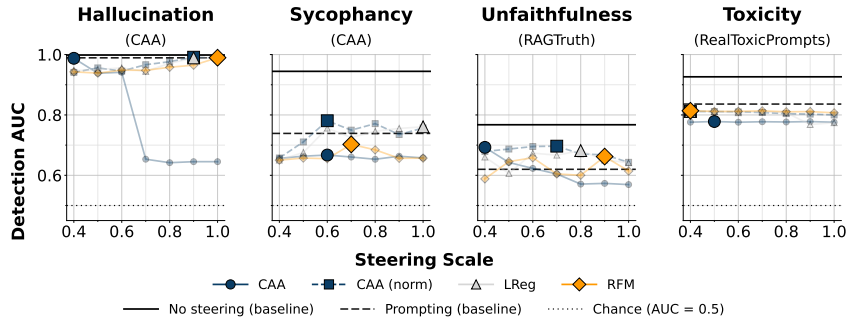 Hallucination
(CAA)
Sycophancy
(CAA)
Unfaithfulness
(RAGTruth)
Toxicity
(RealToxicPrompts)
Detection AUC
1.0
0.8
0.6
0.4 0.6 0.8 1.0
0.4 0.6 0.8 1.0
0.4 0.6 0.8 1.0
0.4 0.6 0.8 1.0
Steering Scale
CAA CAA (norm) LReg RFM
No steering (baseline) Prompting (baseline) Chance (AUC = 0.5)